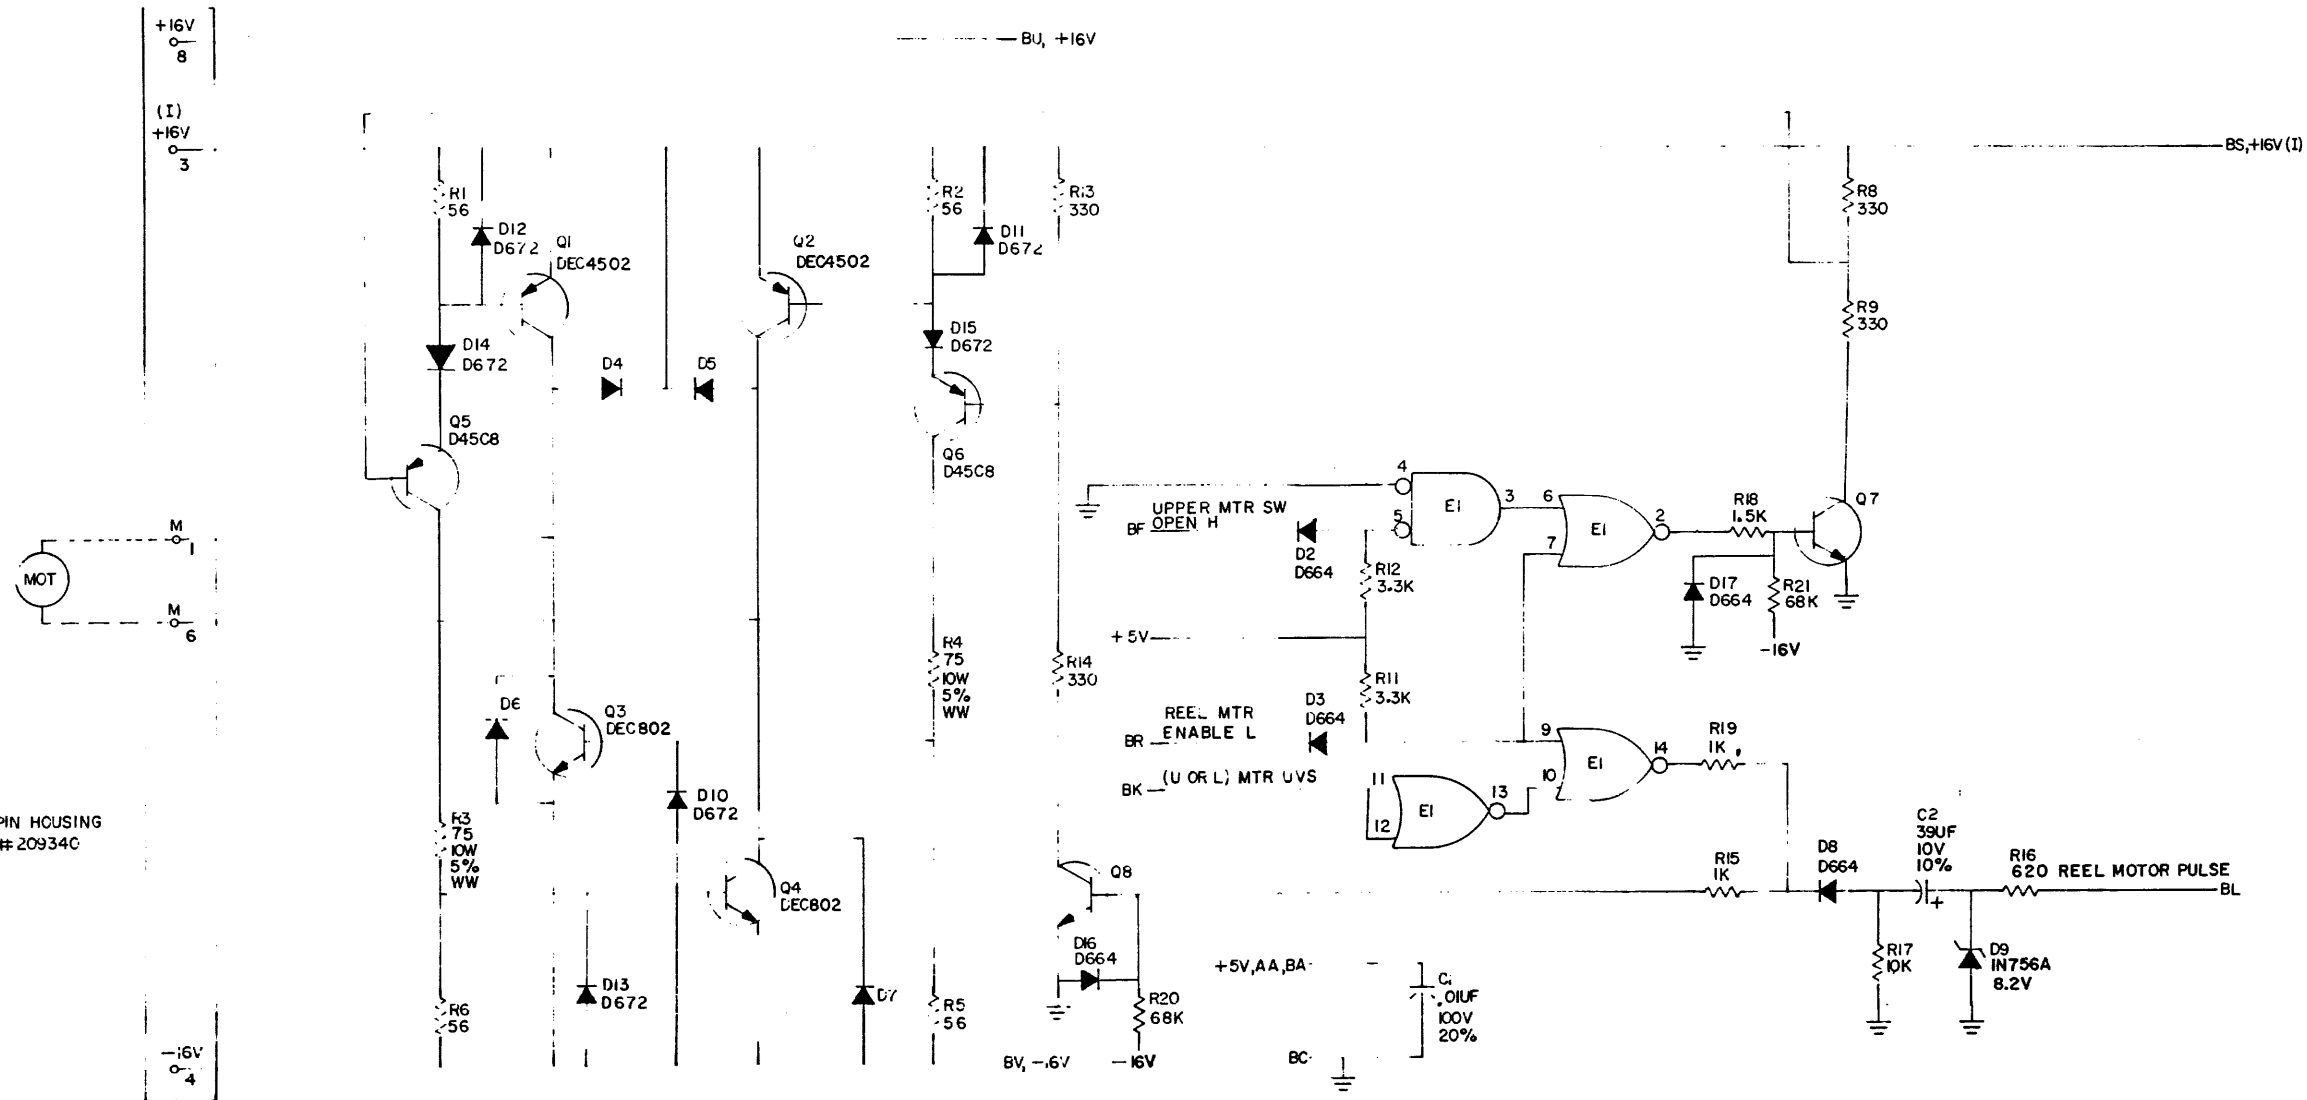 +16V
8
BU, +16V
(I)
+16V
3
BS,+16V(I)
R1
56
D12
D672
Q1
DEC4502
Q2
DEC4502
R2
56
D11
D672
R13
330
R8
330
D14
D672
D4
D5
D15
D672
R9
330
Q5
D45C8
Q6
D45C8
UPPER MTR SW
BF OPEN H
4
5
E1
3
6
7
E1
2
R18
1.5K
Q7
D2
D664
R12
3.3K
D17
D664
R21
68K
-16V
M
1
MOT
M
6
+5V
R4
75
10W
5%
WW
R14
330
R11
3.3K
D3
D664
REEL MTR
BR ENABLE L
D6
Q3
DEC802
9
10
E1
14
R19
1K
BK (U OR L) MTR UVS
11
12
E1
13
D10
D672
PIN HOUSING
#209340
R3
75
10W
5%
WW
Q4
DEC802
Q8
R15
1K
D8
D664
C2
39UF
10V
10%
+
R16
620 REEL MOTOR PULSE
BL
D16
D664
+5V,AA,BA
R17
10K
D9
1N756A
8.2V
D13
D672
D7
R6
56
R5
56
R20
68K
C1
.01UF
100V
20%
-16V
4
BV, -16V
-16V
BC